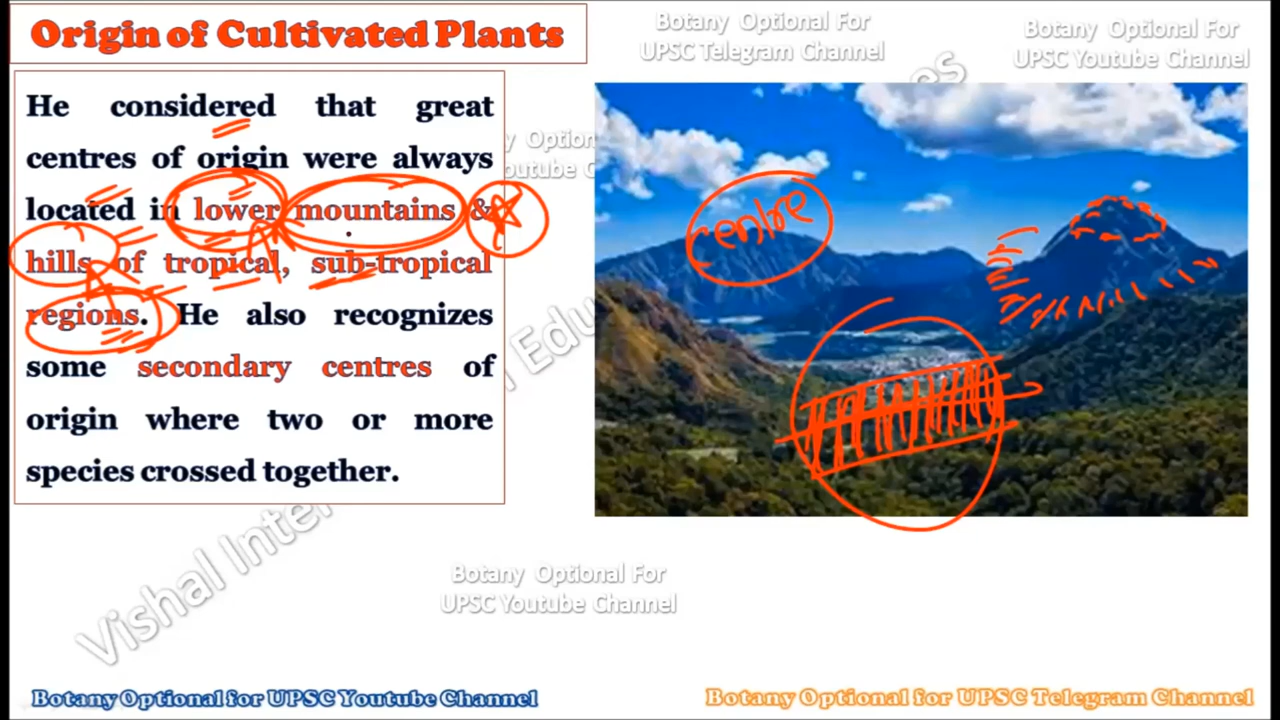 Origin of Cultivated Plants
Botany Optional For
UPSC Telegram Channel
Botany Optional For
UPSC Youtube Channel
He considered that great
centres of origin were always
located in lower mountains &
hills of tropical, sub-tropical
regions. He also recognizes
some secondary centres of
origin where two or more
species crossed together.
centre
Botany Optional For
UPSC Youtube Channel
Vishal
Botany Optional for UPSC Youtube Channel
Botany Optional for UPSC Telegram Channel